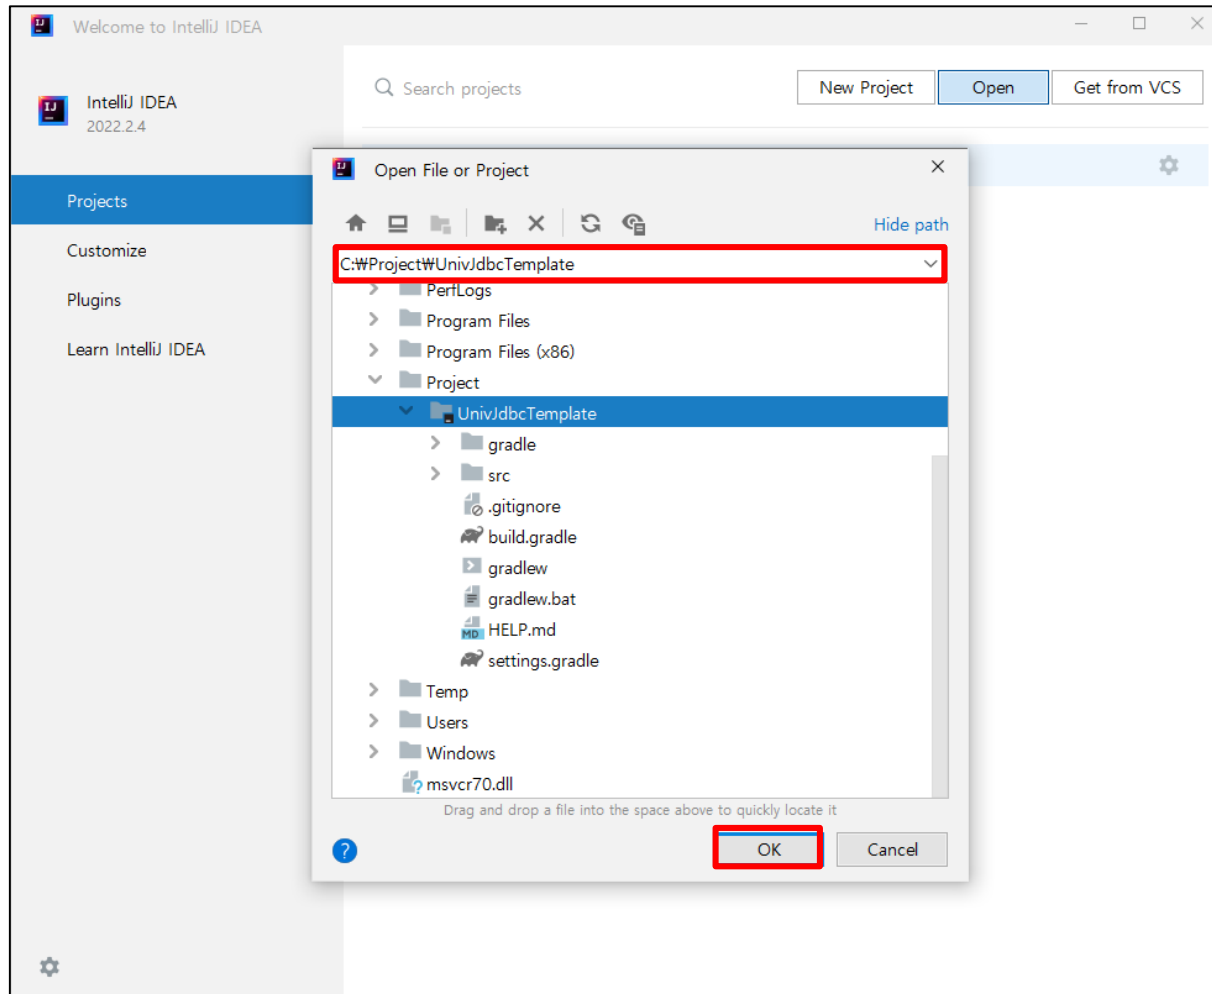 Welcome to IntelliJ IDEA
IntelliJ IDEA
2022.2.4
Projects
Customize
Plugins
Learn IntelliJ IDEA
Search projects
New Project
Open
Get from VCS
Open File or Project
Hide path
C:₩Project₩UnivJdbcTemplate
PerfLogs
Program Files
Program Files (x86)
Project
UnivJdbcTemplate
gradle
src
.gitignore
build.gradle
gradlew
gradlew.bat
MD HELP.md
settings.gradle
Temp
Users
Windows
msvcr70.dll
Drag and drop a file into the space above to quickly locate it
?
OK
Cancel